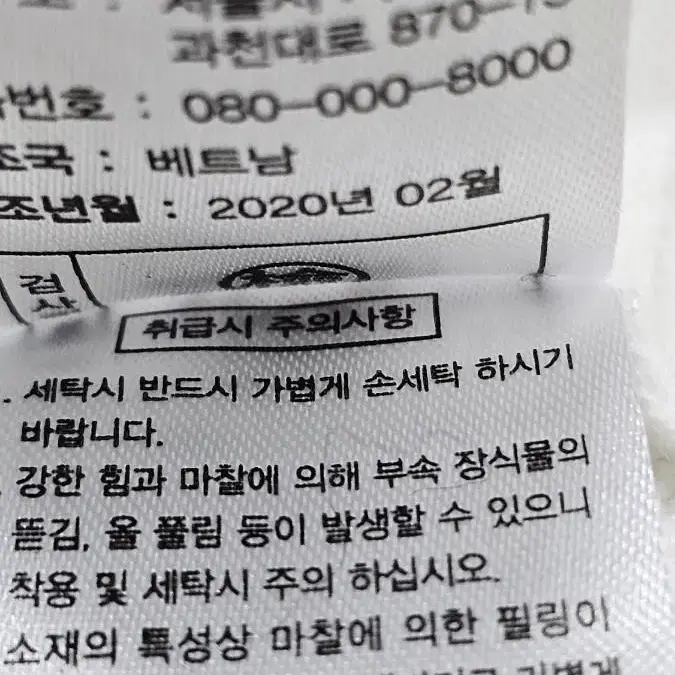 과천대로 870-
번호 : 080-000-8000
조국 : 베트남
조년월 : 2020년 02월
검
취급시 주의사항
. 세탁시 반드시 가볍게 손세탁 하시기
바랍니다.
. 강한 힘과 마찰에 의해 부속 장식물의
뜯김, 올 풀림 등이 발생할 수 있으니
착용 및 세탁시 주의 하십시오.
소재의 특성상 마찰에 의한 필링이